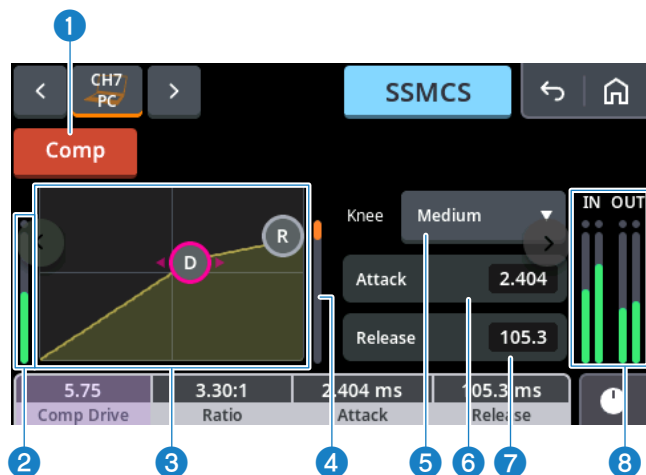 1
CH7
PC
SSMCS
Comp
IN OUT
Knee Medium
R
D
Attack 2.404
Release 105.3
5.75 3.30:1 2.404 ms 105.3 ms
Comp Drive Ratio Attack Release
2 3 4 5 6 7 8